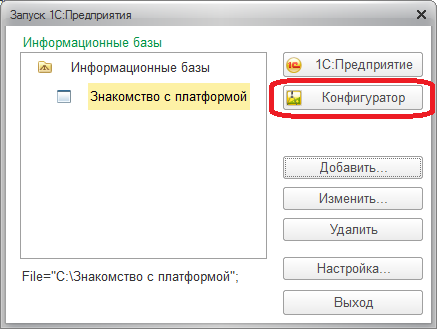 Запуск 1С:Предприятия
Информационные базы
Информационные базы
Знакомство с платформой
1С:Предприятие
Конфигуратор
Добавить...
Изменить...
Удалить
Настройка...
Выход
File="C:\Знакомство с платформой";